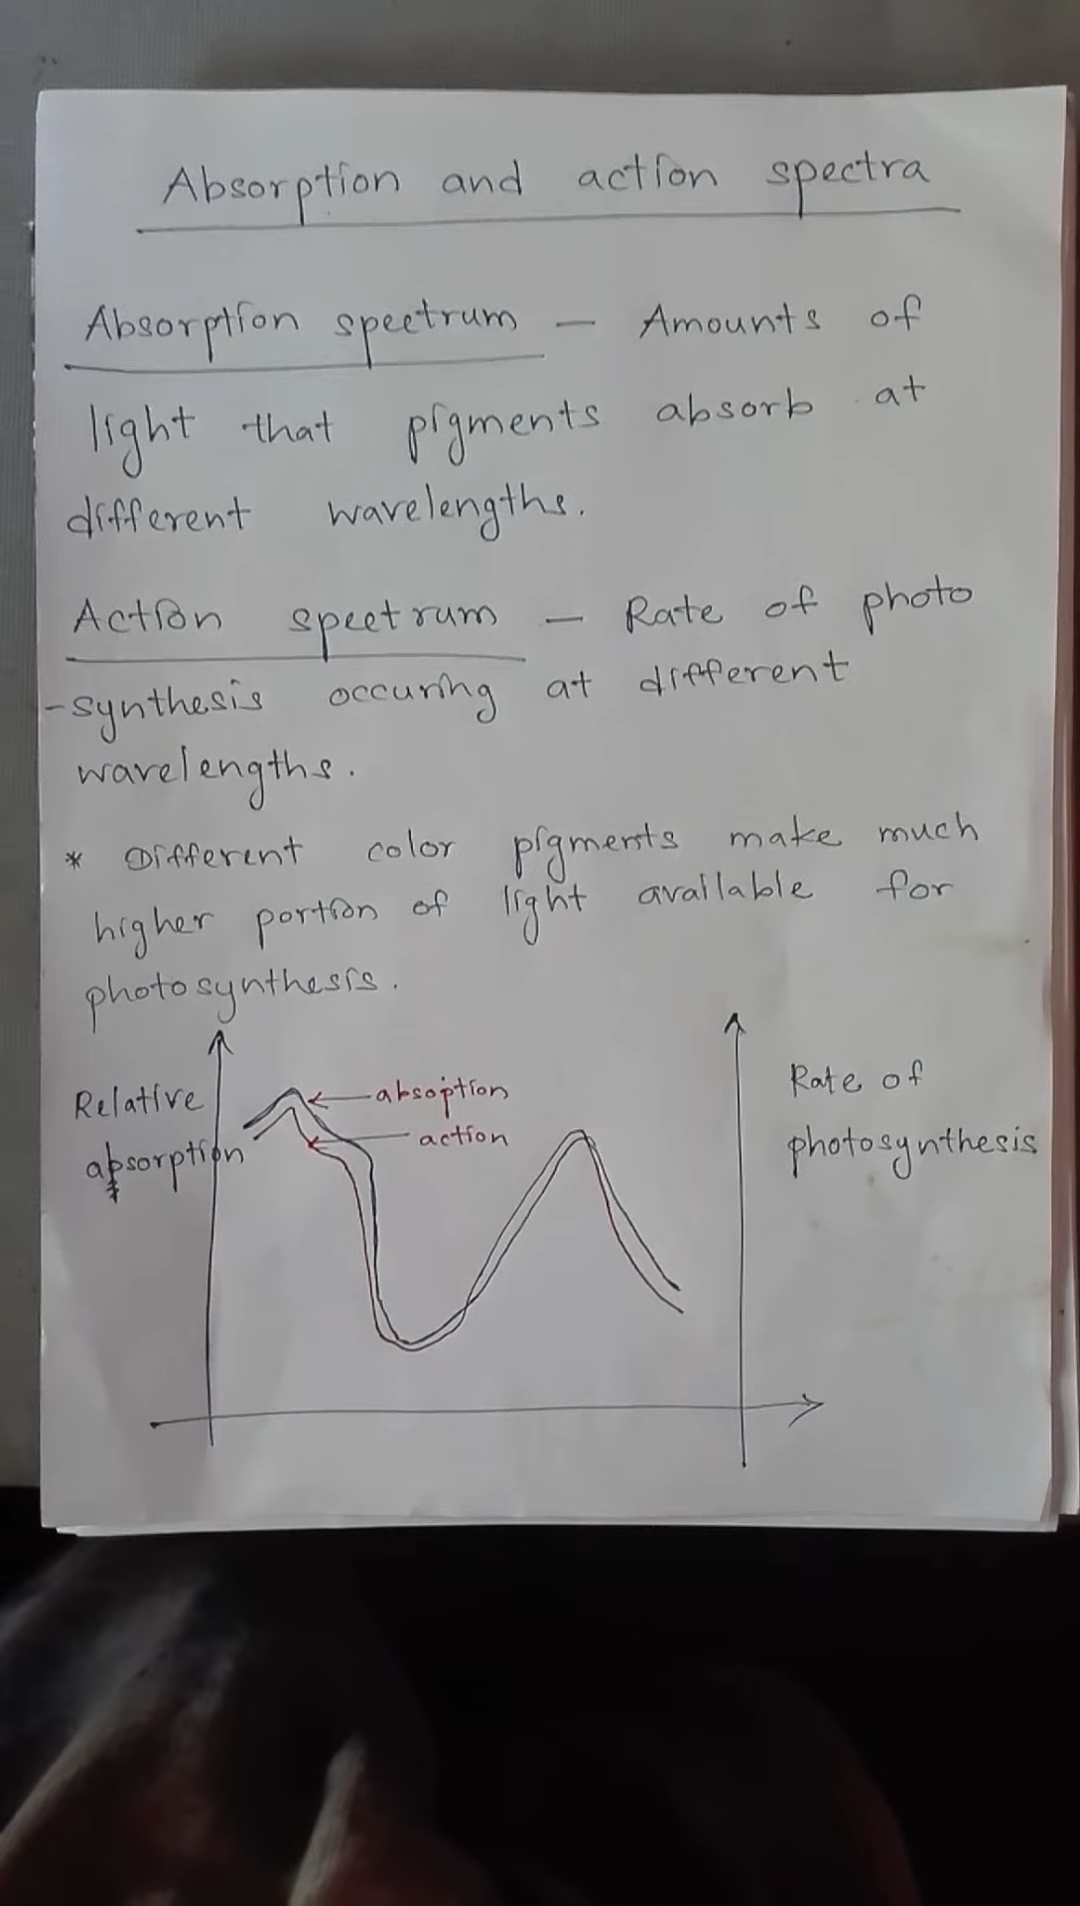 Absorption and action spectra
Absorption spectrum — Amounts of
light that pigments absorb at
different wavelengths.
Action spectrum — Rate of photo
-synthesis occuring at different
wavelengths.
* Different color pigments make much
higher portion of light available for
photosynthesis.
Relative
absorption
absoption
action
Rate of
photosynthesis